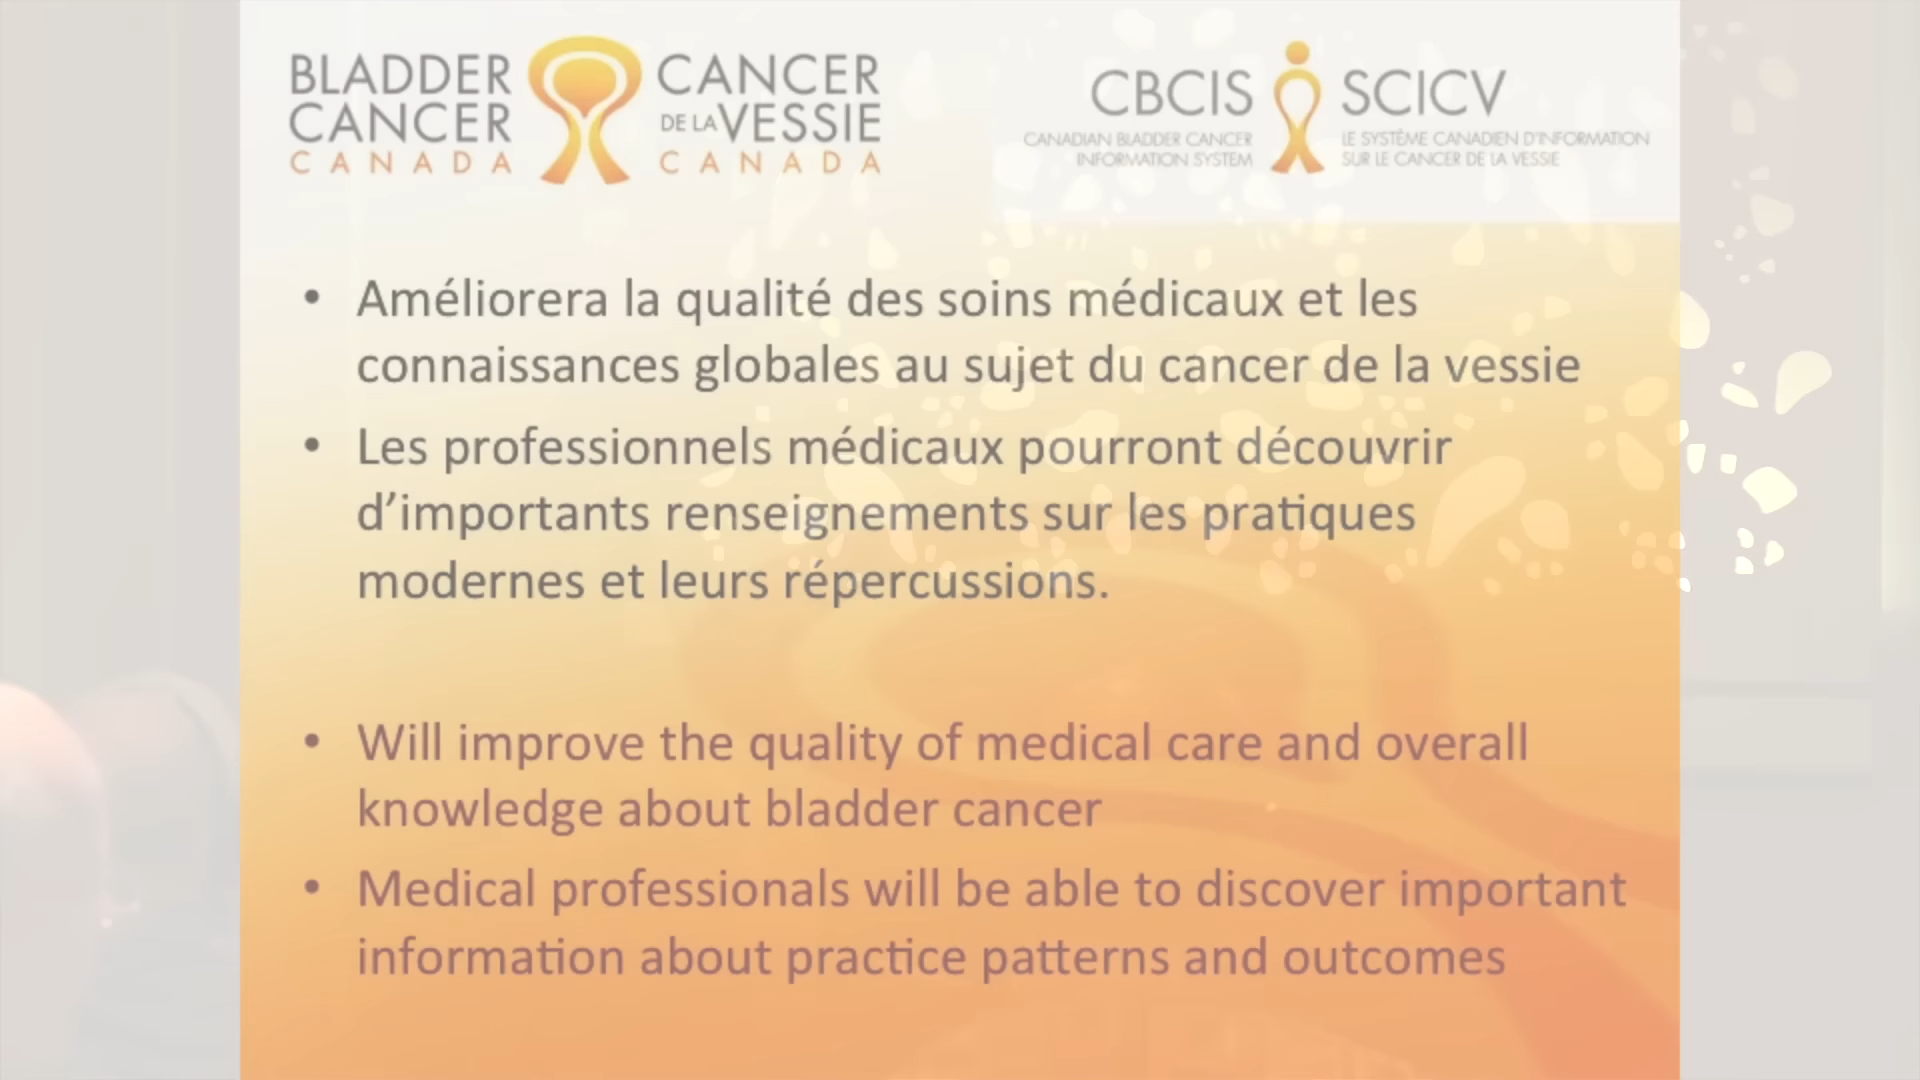 BLADDER
CANCER
CANADA
CANCER
DE LA VESSIE
CANADA
CBCIS
CANADIAN BLADDER CANCER
INFORMATION SYSTEM
SCICV
LE SYSTÈME CANADIEN D'INFORMATION
SUR LE CANCER DE LA VESSIE
• Améliorera la qualité des soins médicaux et les
connaissances globales au sujet du cancer de la vessie
• Les professionnels médicaux pourront découvrir
d’importants renseignements sur les pratiques
modernes et leurs répercussions.
• Will improve the quality of medical care and overall
knowledge about bladder cancer
• Medical professionals will be able to discover important
information about practice patterns and outcomes